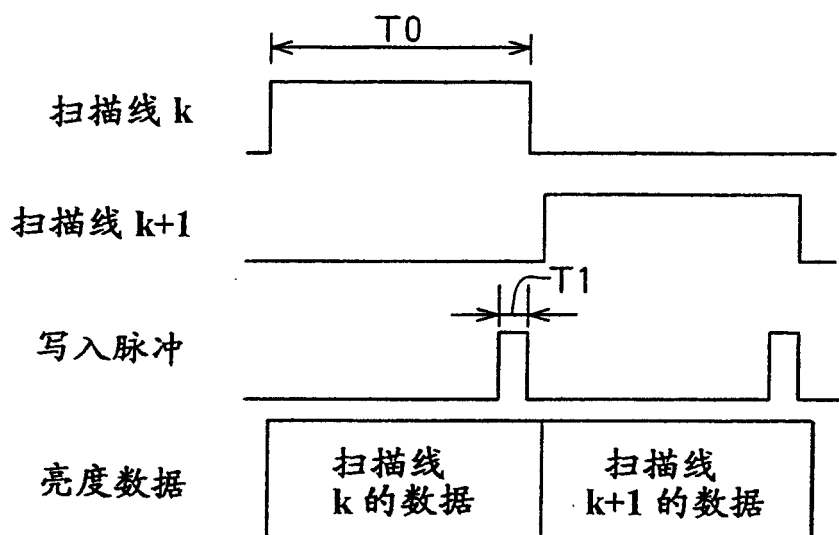 T0
扫描线 k
扫描线 k+1
T1
写入脉冲
亮度数据
扫描线
k 的数据
扫描线
k+1 的数据